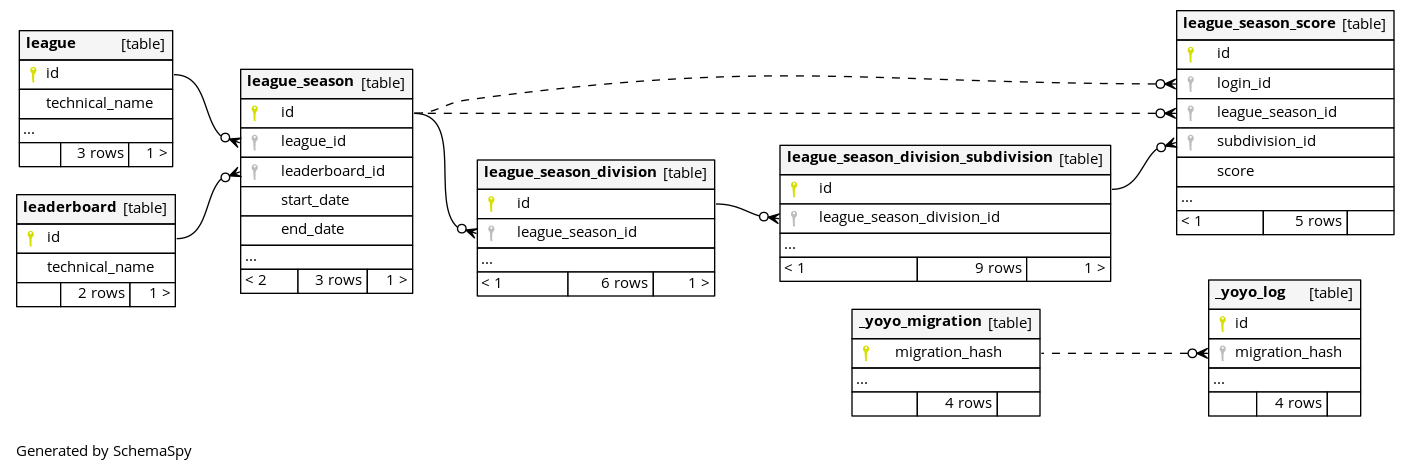 league [table]
id
technical_name
...
3 rows 1 >
leaderboard [table]
id
technical_name
2 rows 1 >
league_season [table]
id
league_id
leaderboard_id
start_date
end_date
...
< 2 3 rows 1 >
league_season_division [table]
id
league_season_id
...
< 1 6 rows 1 >
league_season_division_subdivision [table]
id
league_season_division_id
...
< 1 9 rows 1 >
league_season_score [table]
id
login_id
league_season_id
subdivision_id
score
...
< 1 5 rows
_yoyo_migration [table]
migration_hash
...
4 rows
_yoyo_log [table]
id
migration_hash
...
4 rows
Generated by SchemaSpy